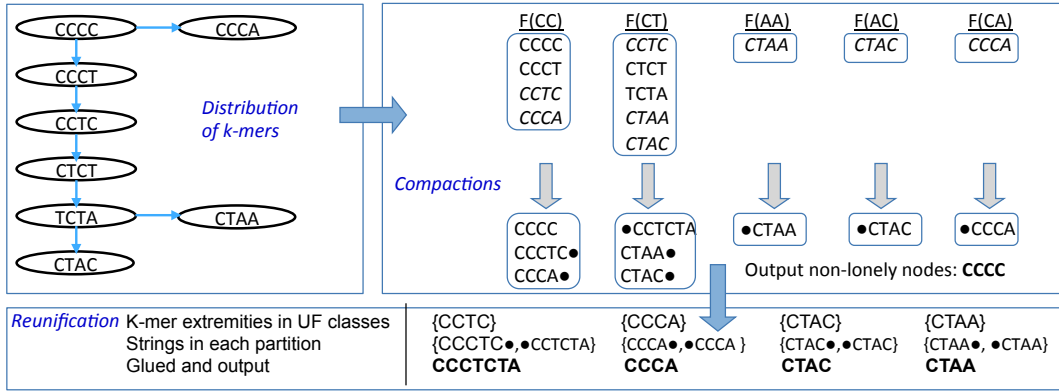 CCCC CCCA
CCCT
CCTC
CTCT
TCTA CTAA
CTAC
Distribution
of k-mers
F(CC) F(CT) F(AA) F(AC) F(CA)
CCCC CCTC CTAA CTAC CCCA
CCCT CTCT
CCTC TCTA
CCCA CTAA
CTAC
Compactions
CCCC ●CCTCTA ●CTAA ●CTAC ●CCCA
CCCTC● CTAA●
CCCA● CTAC●
Output non-lonely nodes: CCCC
Reunification K-mer extremities in UF classes {CCTC} {CCCA} {CTAC} {CTAA}
Strings in each partition {CCCTC●,●CCTCTA} {CCCA●,●CCCA } {CTAC●,●CTAC} {CTAA●, ●CTAA}
Glued and output CCCTCTA CCCA CTAC CTAA